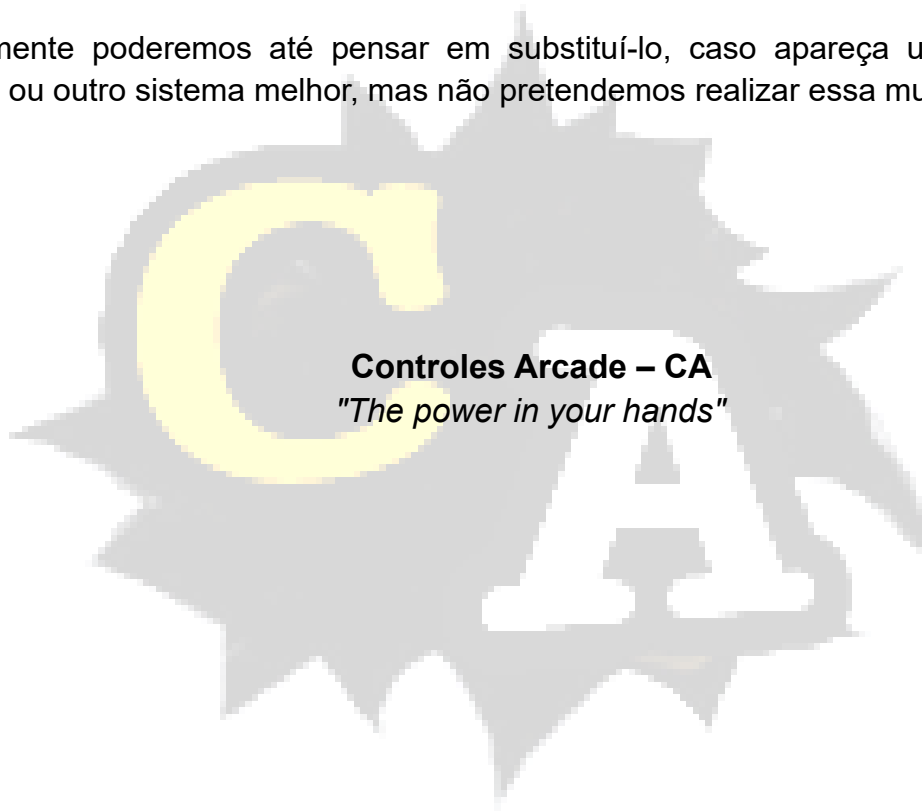 mente poderemos até pensar em substituí-lo, caso apareça u
ou outro sistema melhor, mas não pretendemos realizar essa mu
Controles Arcade – CA
"The power in your hands"
CA